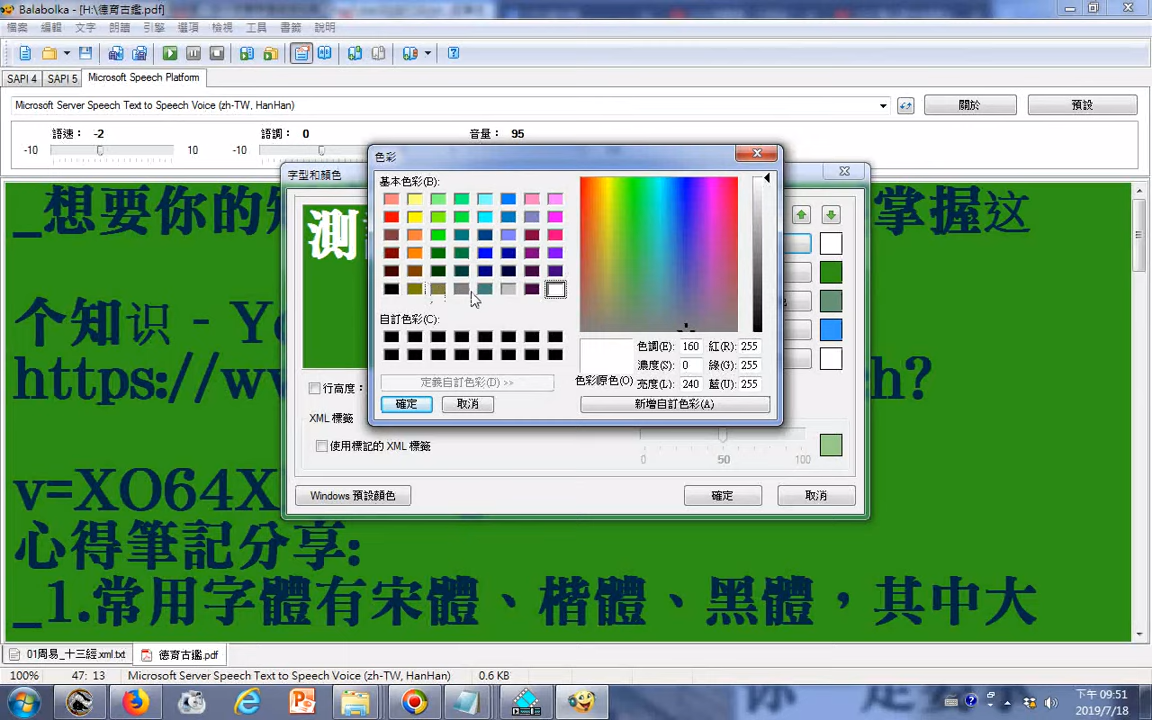 Balabolka - [H:\德育古鑑.pdf]
檔案 編輯 文字 朗讀 引擎 選項 檢視 工具 書籤 說明
SAPI 4 SAPI 5 Microsoft Speech Platform
Microsoft Server Speech Text to Speech Voice (zh-TW, HanHan) 關於 預設
語速： -2 語調： 0 音量： 95
-10 10 -10
字型和顏色
色彩
基本色彩(B):
自訂色彩(C):
定義自訂色彩(D) >>
確定 取消
色彩|原色(O)
色調(E): 160 紅(R): 255
濃度(S): 0 綠(G): 255
亮度(L): 240 藍(U): 255
新增自訂色彩(A)
測
行高度：
XML 標籤
使用標記的 XML 標籤
0 50 100
Windows 預設顏色 確定 取消
_想要你的 掌握这
个知识 - Y
https://w h?
v=XO64X
心得筆記分享:
_1.常用字體有宋體、楷體、黑體，其中大
01周易_十三經.xml.txt 德育古鑑.pdf
100% 47: 13 Microsoft Server Speech Text to Speech Voice (zh-TW, HanHan) 0.6 KB
下午 09:51
2019/7/18